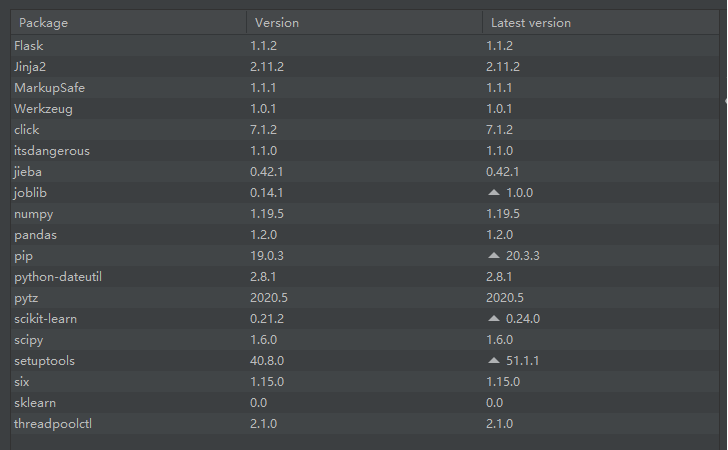 Package Version Latest version
Flask 1.1.2 1.1.2
Jinja2 2.11.2 2.11.2
MarkupSafe 1.1.1 1.1.1
Werkzeug 1.0.1 1.0.1
click 7.1.2 7.1.2
itsdangerous 1.1.0 1.1.0
jieba 0.42.1 0.42.1
joblib 0.14.1 1.0.0
numpy 1.19.5 1.19.5
pandas 1.2.0 1.2.0
pip 19.0.3 20.3.3
python-dateutil 2.8.1 2.8.1
pytz 2020.5 2020.5
scikit-learn 0.21.2 0.24.0
scipy 1.6.0 1.6.0
setuptools 40.8.0 51.1.1
six 1.15.0 1.15.0
sklearn 0.0 0.0
threadpoolctl 2.1.0 2.1.0